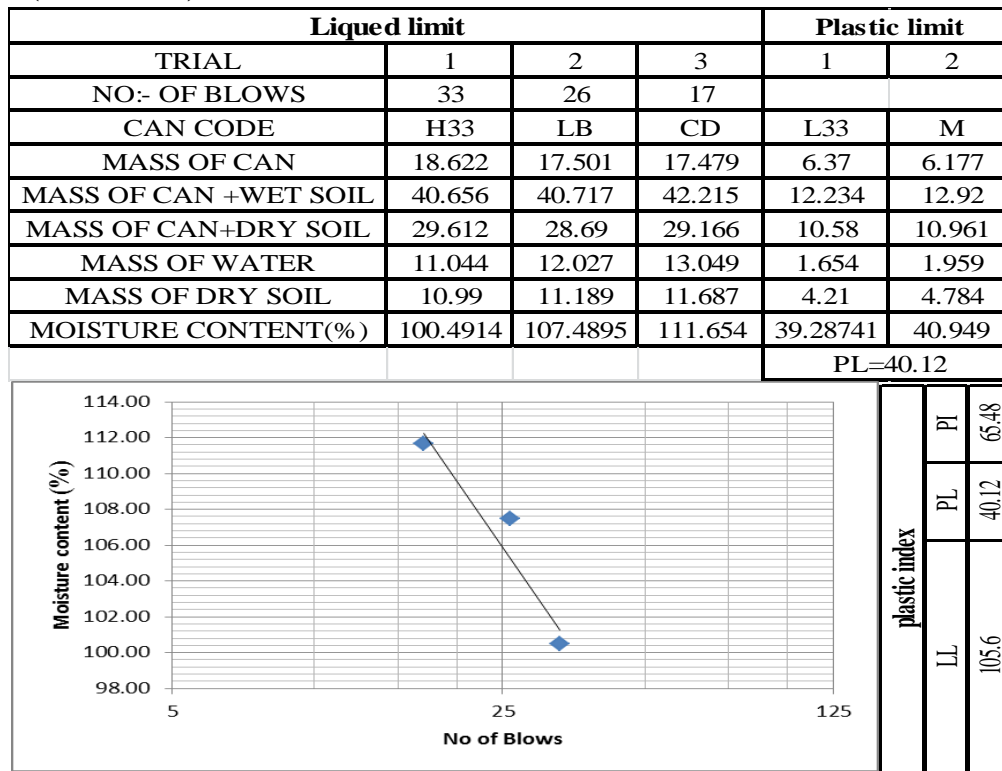 Liqued limit Plastic limit
TRIAL 1 2 3 1 2
NO:- OF BLOWS 33 26 17
CAN CODE H33 LB CD L33 M
MASS OF CAN 18.622 17.501 17.479 6.37 6.177
MASS OF CAN +WET SOIL 40.656 40.717 42.215 12.234 12.92
MASS OF CAN+DRY SOIL 29.612 28.69 29.166 10.58 10.961
MASS OF WATER 11.044 12.027 13.049 1.654 1.959
MASS OF DRY SOIL 10.99 11.189 11.687 4.21 4.784
MOISTURE CONTENT(%) 100.4914 107.4895 111.654 39.28741 40.949
PL=40.12
Moisture content (%)
114.00
112.00
110.00
108.00
106.00
104.00
102.00
100.00
98.00
5 25 125
No of Blows
plastic index
LL PL PI
105.6 40.12 65.48